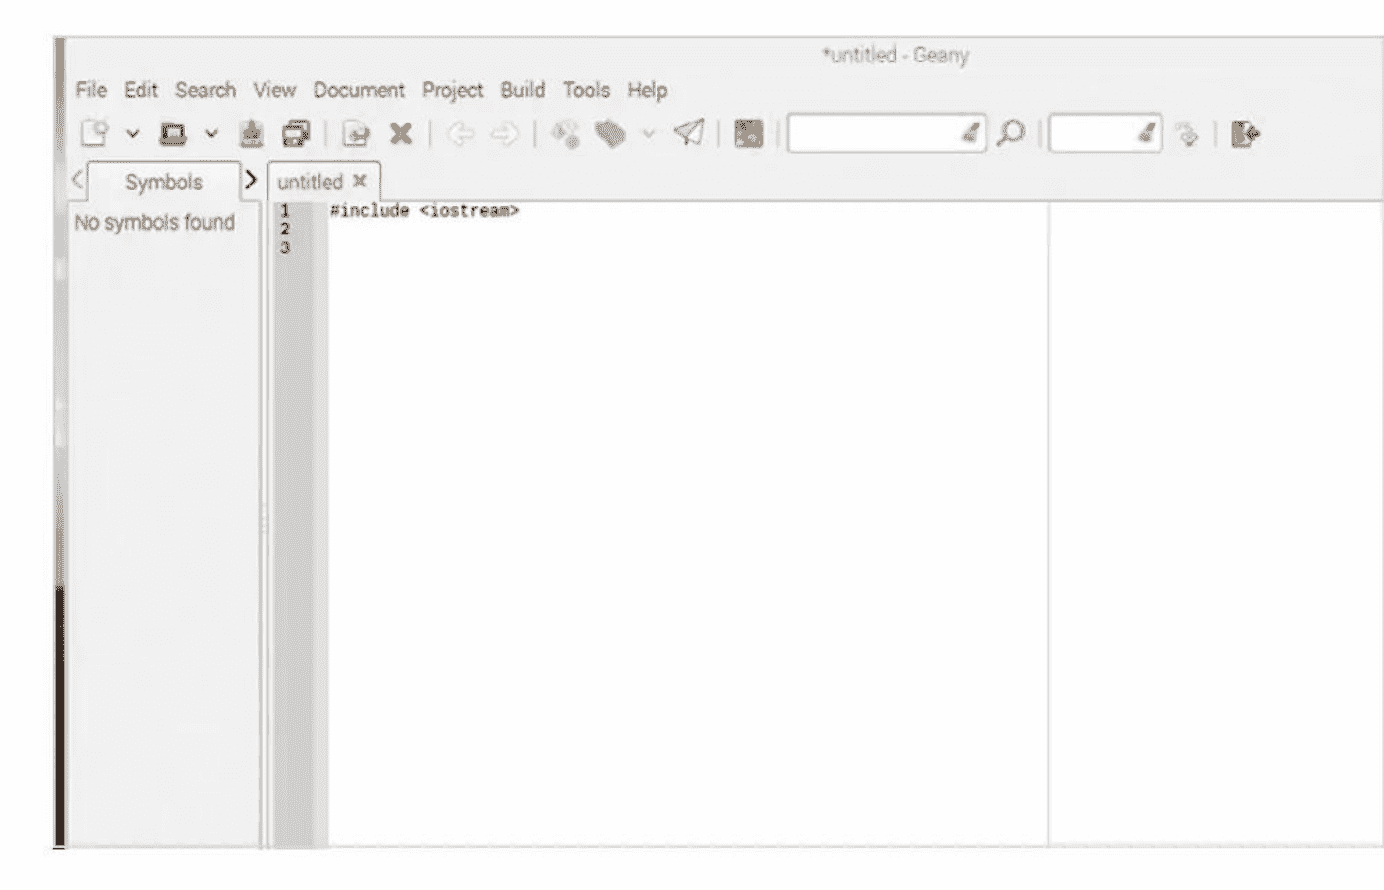 *untitled - Geany
File Edit Search View Document Project Build Tools Help
Symbols
untitled
No symbols found
1 #include <iostream>
2
3